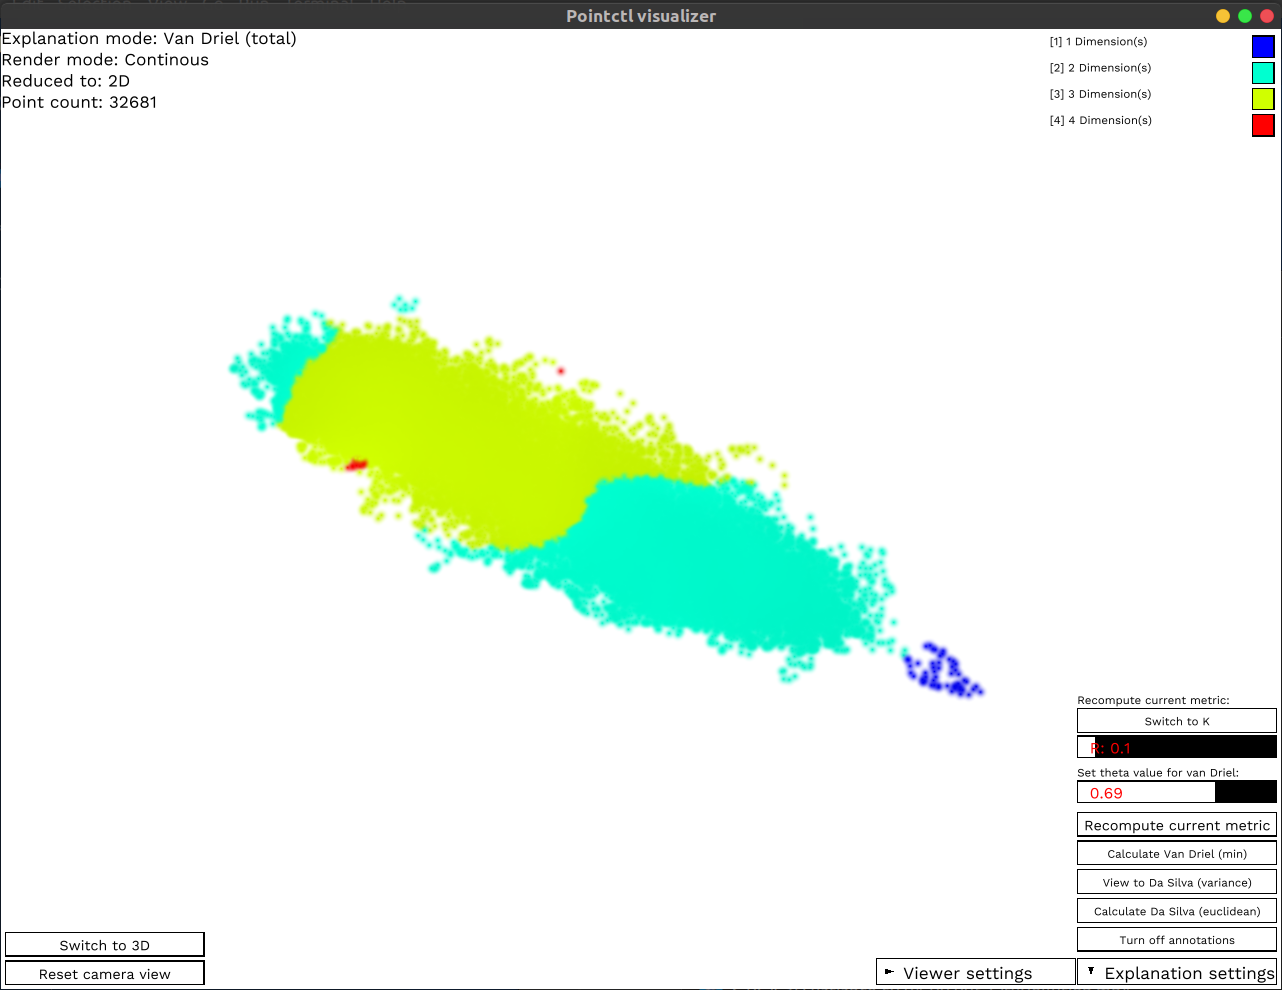 Pointctl visualizer
Explanation mode: Van Driel (total)
Render mode: Continous
Reduced to: 2D
Point count: 32681
[1] 1 Dimension(s)
[2] 2 Dimension(s)
[3] 3 Dimension(s)
[4] 4 Dimension(s)
Recompute current metric:
Switch to K
R: 0.1
Set theta value for van Driel:
0.69
Recompute current metric
Calculate Van Driel (min)
View to Da Silva (variance)
Calculate Da Silva (euclidean)
Turn off annotations
Switch to 3D
Reset camera view
Viewer settings
Explanation settings